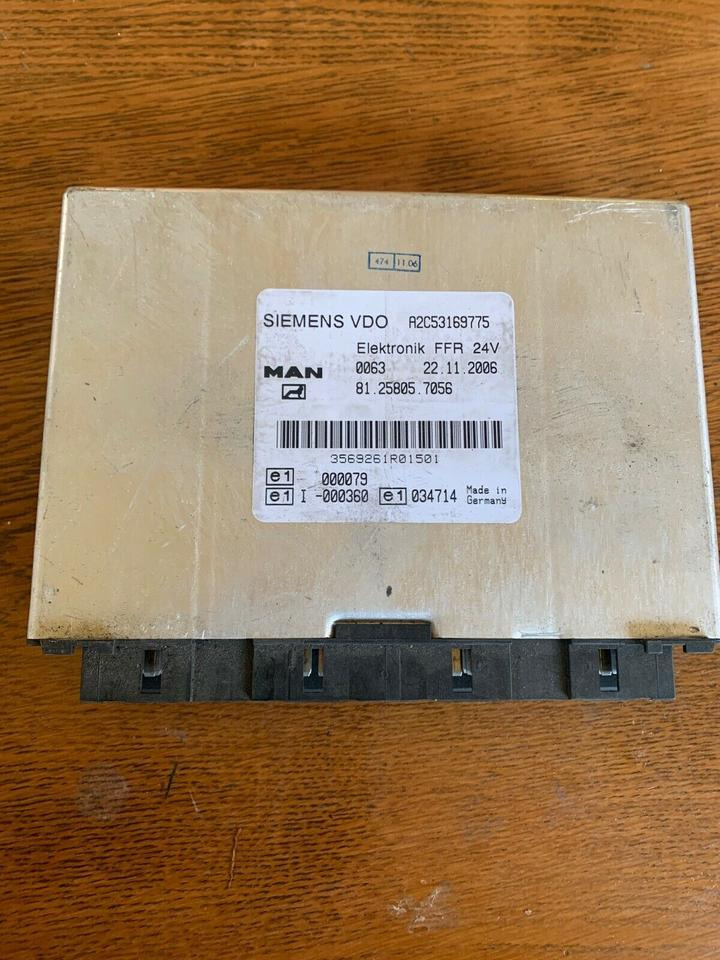 474 11.06
SIEMENS VDO A2C53169775
Elektronik FFR 24V
MAN 0063 22.11.2006
81.25805.7056
3569261R01501
e1 000079
e1 I -000360 e1 034714 Made in
Germany